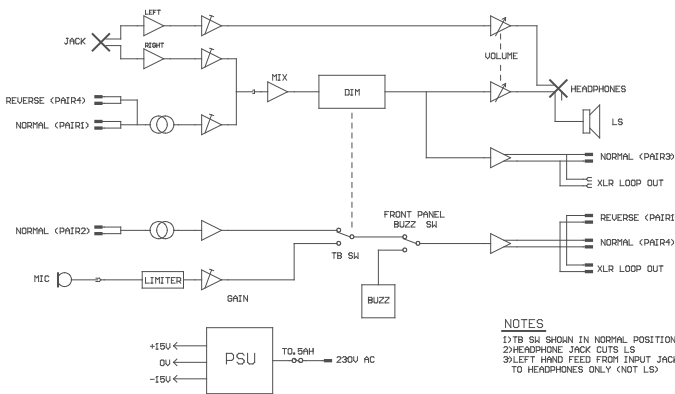 LEFT
JACK
RIGHT
VOLUME
MIX
DIM
HEADPHONES
REVERSE (PAIR4)
NORMAL (PAIR1)
LS
NORMAL (PAIR3)
XLR LOOP OUT
FRONT PANEL
BUZZ SW
REVERSE (PAIR1
NORMAL (PAIR2)
NORMAL (PAIR4)
TB SW
XLR LOOP OUT
MIC
LIMITER
GAIN
BUZZ
NOTES
1)TB SW SHOWN IN NORMAL POSITION
2)HEADPHONE JACK CUTS LS
3)LEFT HAND FEED FROM INPUT JACK
TO HEADPHONES ONLY (NOT LS)
+15V
0V
-15V
PSU
T0.5AH
230V AC